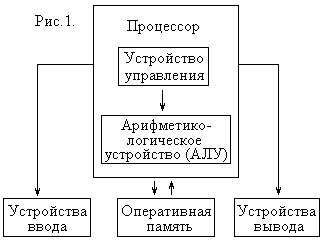 Рис.1.
Процессор
Устройство
управления
Арифметико-
логическое
устройство (АЛУ)
Устройства
ввода
Оперативная
память
Устройства
вывода